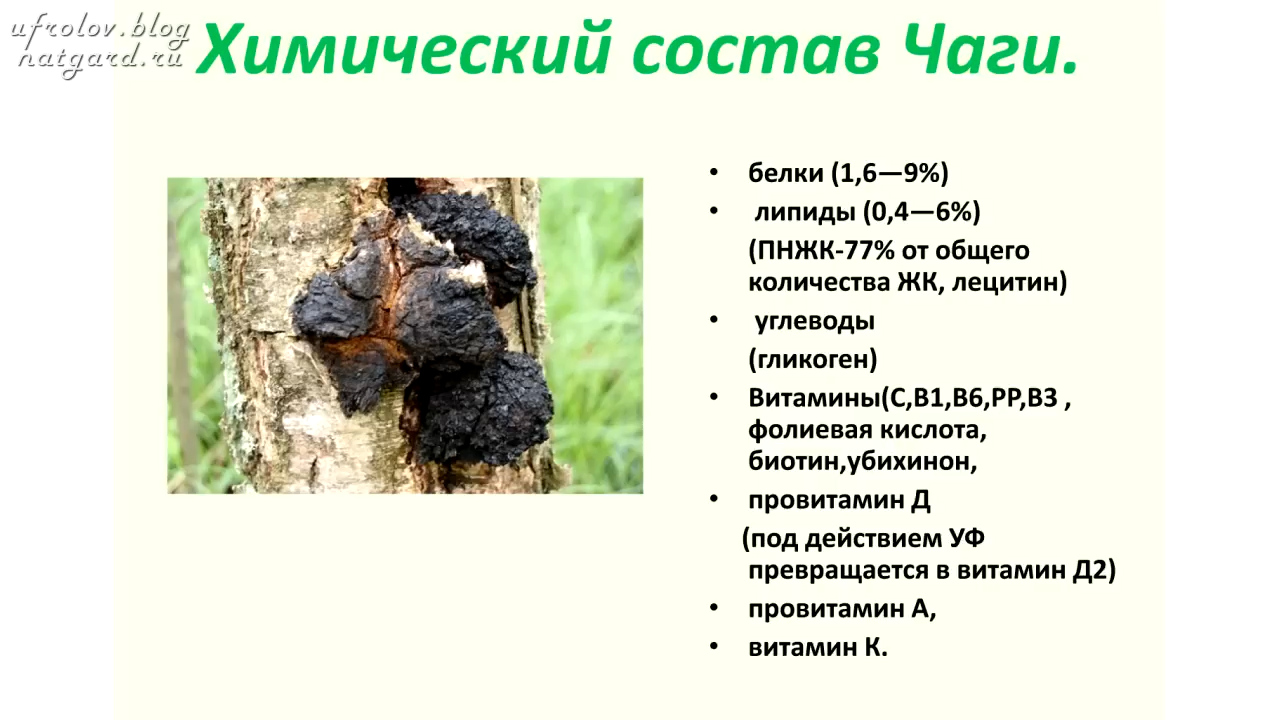 ufrolov.blog
natgard.ru
Химический состав Чаги.
• белки (1,6—9%)
• липиды (0,4—6%)
(ПНЖК-77% от общего
количества ЖК, лецитин)
• углеводы
(гликоген)
• Витамины(С,В1,В6,РР,В3 ,
фолиевая кислота,
биотин,убихинон,
• провитамин Д
(под действием УФ
превращается в витамин Д2)
• провитамин А,
• витамин К.